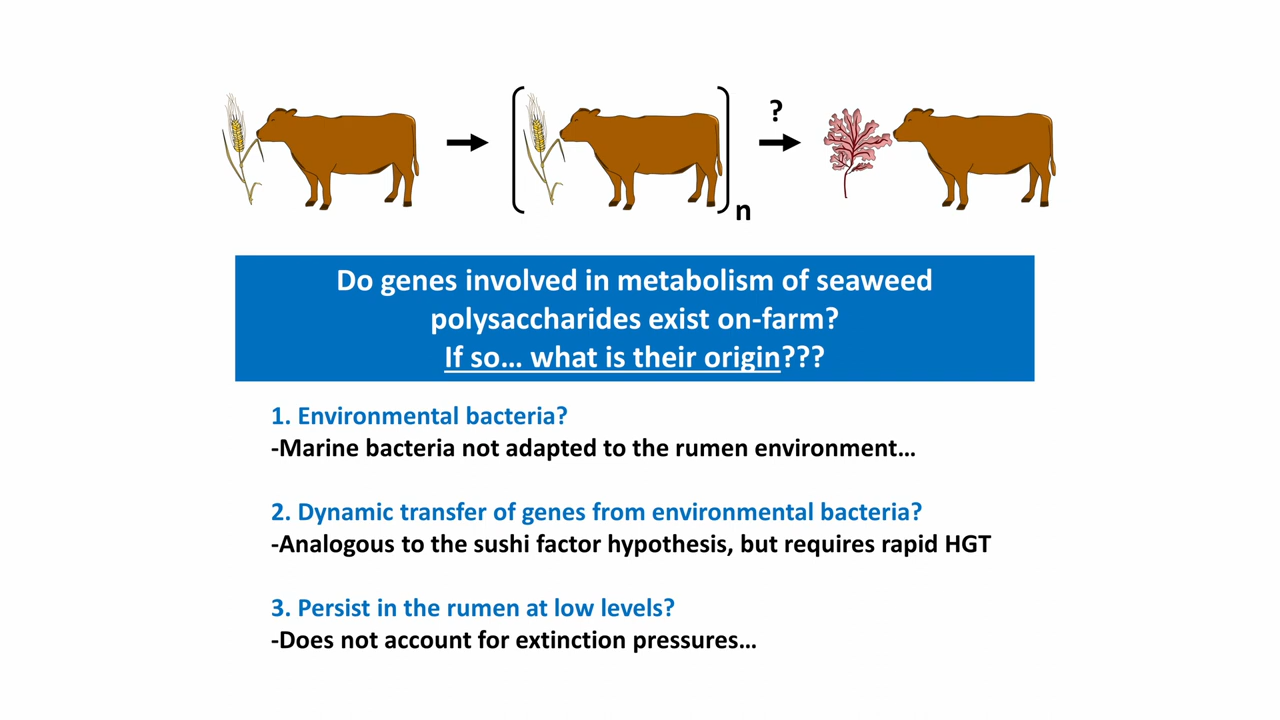 ?
n
Do genes involved in metabolism of seaweed
polysaccharides exist on-farm?
If so… what is their origin???
1. Environmental bacteria?
-Marine bacteria not adapted to the rumen environment…
2. Dynamic transfer of genes from environmental bacteria?
-Analogous to the sushi factor hypothesis, but requires rapid HGT
3. Persist in the rumen at low levels?
-Does not account for extinction pressures…